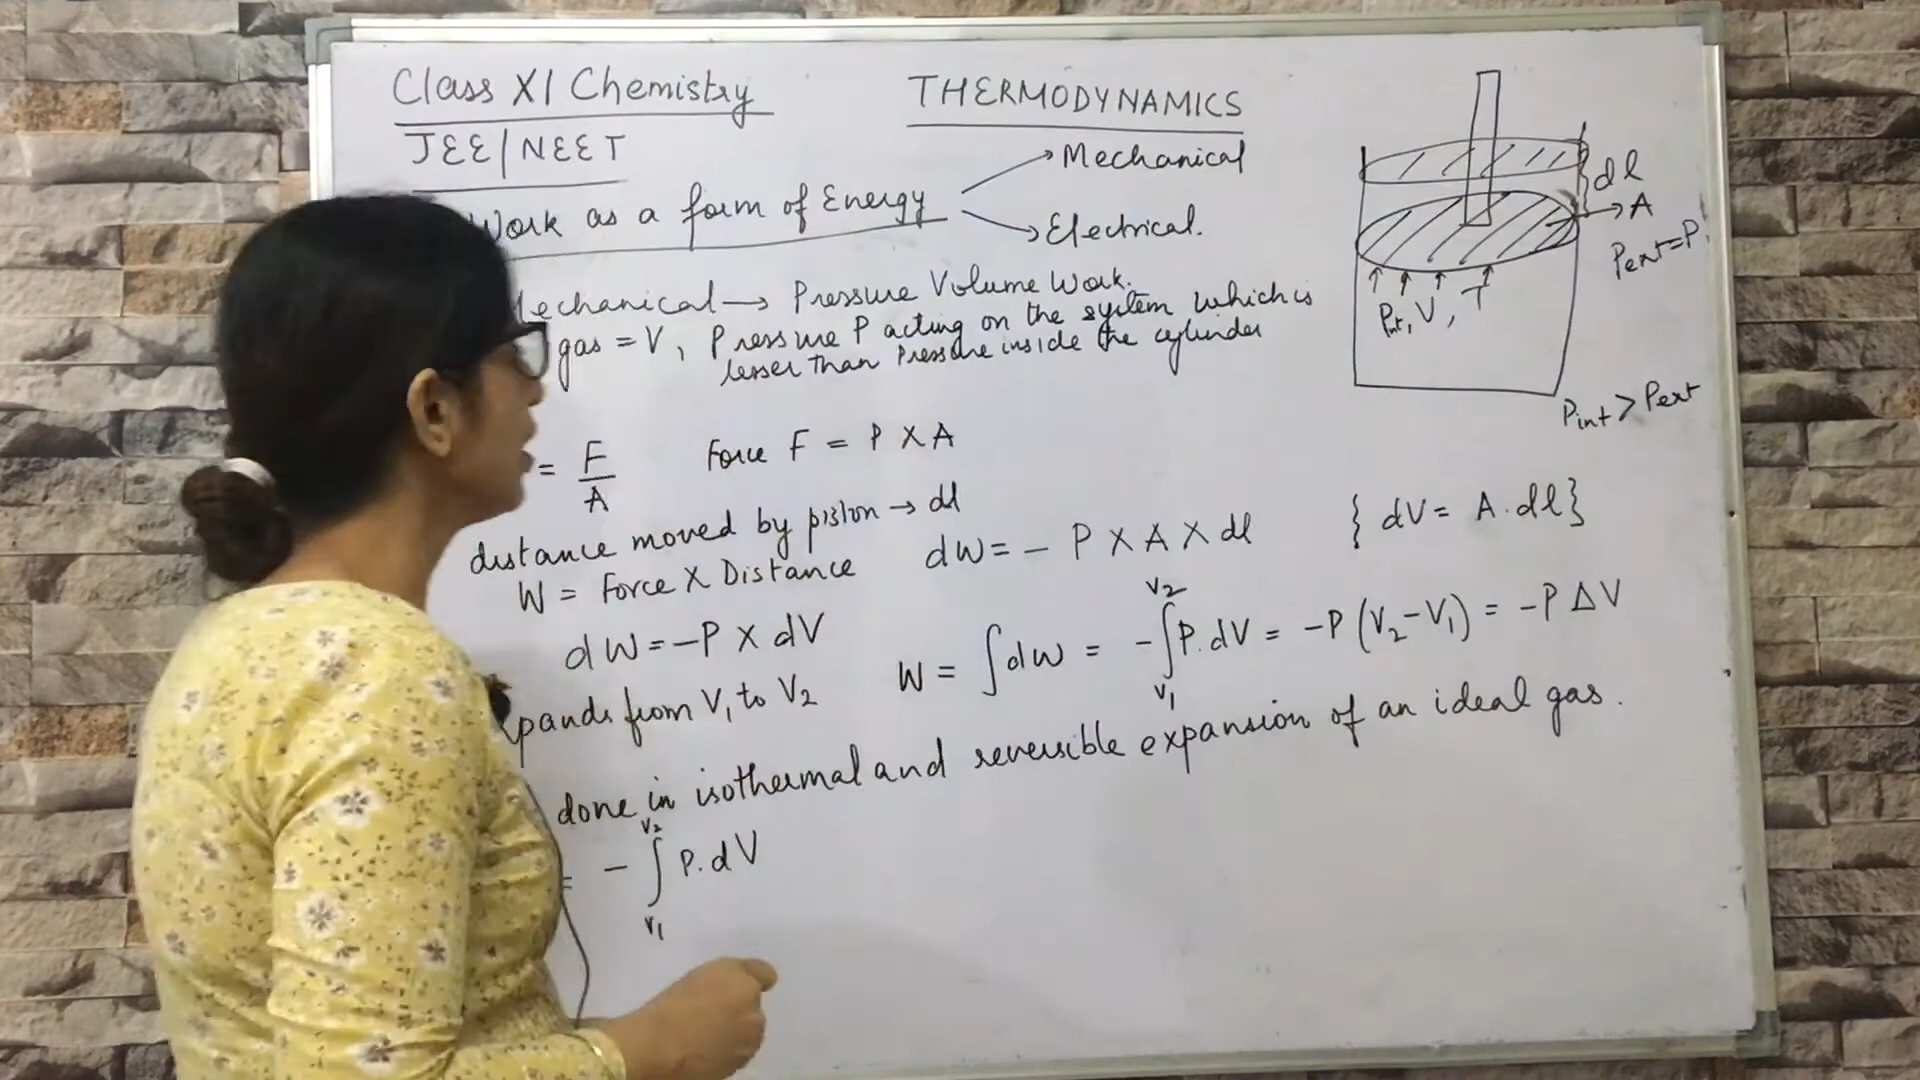 Class XI Chemistry
THERMODYNAMICS
JEE/NEET
Work as a form of Energy
Mechanical
Electrical.
Mechanical → Pressure Volume Work.
gas = V, Pressure P acting on the system which is
lesser than Pressure inside the cylinder
= F/A Force F = P X A
distance moved by piston → dl
W = Force X Distance dW = - P X A X dl { dV = A.dl }
dW = -P X dV
W = ∫dW = -∫V₁^V₂ P.dV = -P (V₂-V₁) = -P ΔV
pands from V₁ to V₂
done in isothermal and reversible expansion of an ideal gas.
= - ∫V₁^V₂ P.dV
dl
→ A
Pext = P
Pint, V, T
Pint > Pext